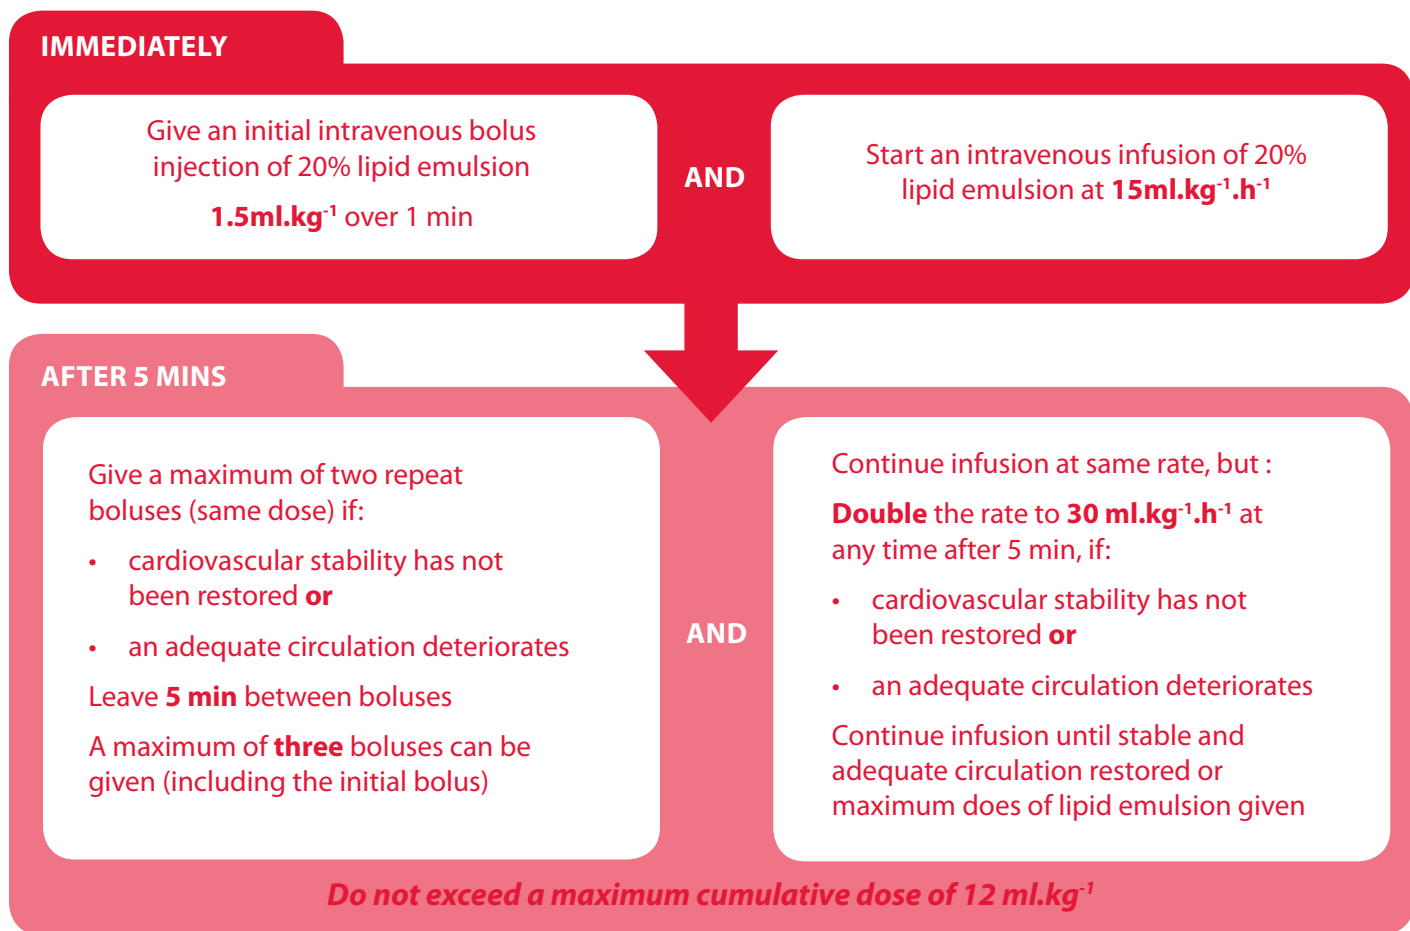 IMMEDIATELY
Give an initial intravenous bolus
injection of 20% lipid emulsion
1.5ml.kg⁻¹ over 1 min
AND
Start an intravenous infusion of 20%
lipid emulsion at 15ml.kg⁻¹.h⁻¹
AFTER 5 MINS
Give a maximum of two repeat
boluses (same dose) if:
• cardiovascular stability has not
been restored or
• an adequate circulation deteriorates
Leave 5 min between boluses
A maximum of three boluses can be
given (including the initial bolus)
AND
Continue infusion at same rate, but :
Double the rate to 30 ml.kg⁻¹.h⁻¹ at
any time after 5 min, if:
• cardiovascular stability has not
been restored or
• an adequate circulation deteriorates
Continue infusion until stable and
adequate circulation restored or
maximum does of lipid emulsion given
Do not exceed a maximum cumulative dose of 12 ml.kg⁻¹